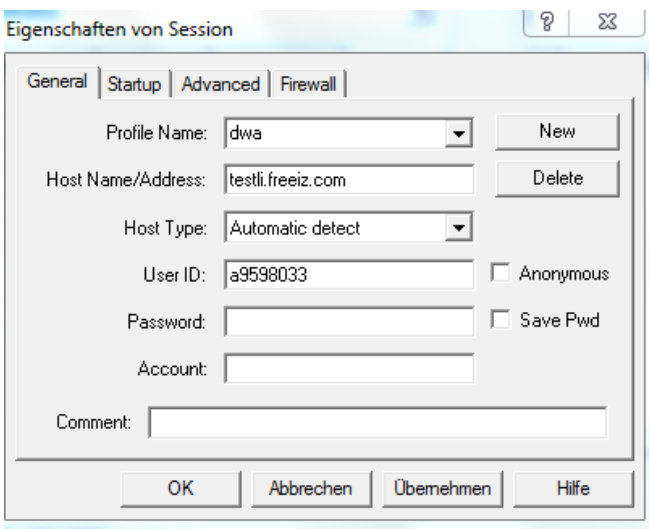 Eigenschaften von Session
General Startup Advanced Firewall
Profile Name: dwa New
Host Name/Address: testli.freeiz.com Delete
Host Type: Automatic detect
User ID: a9598033 Anonymous
Password: Save Pwd
Account:
Comment:
OK Abbrechen Übernehmen Hilfe